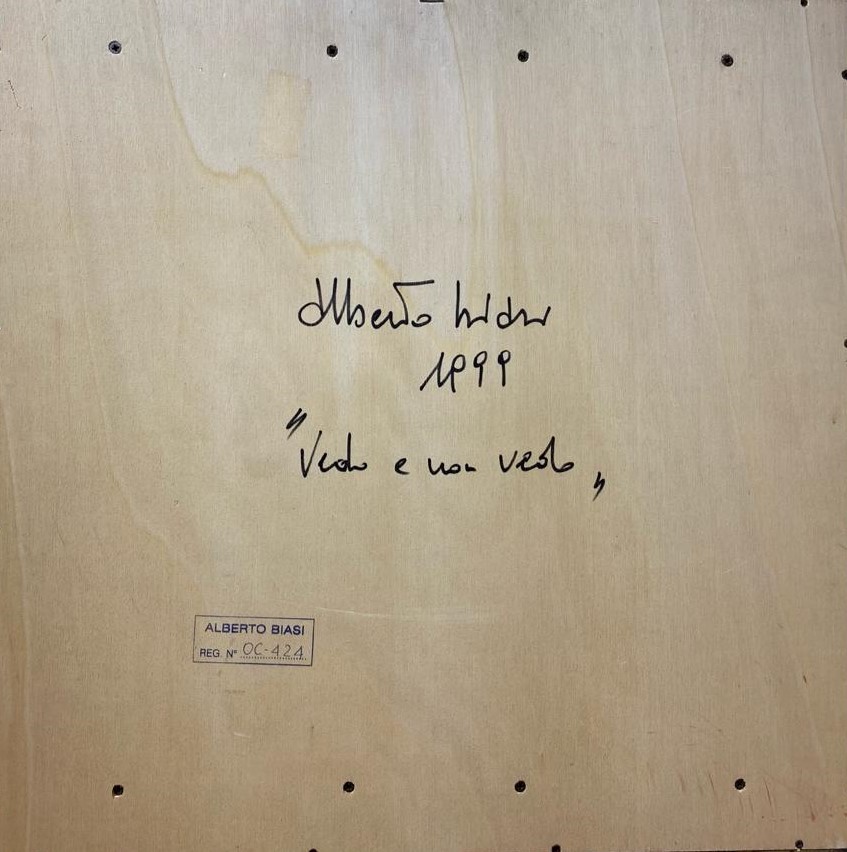 Alberto Biasi
1999
"Vedo e non vedo"
ALBERTO BIASI
REG. N° OC-424